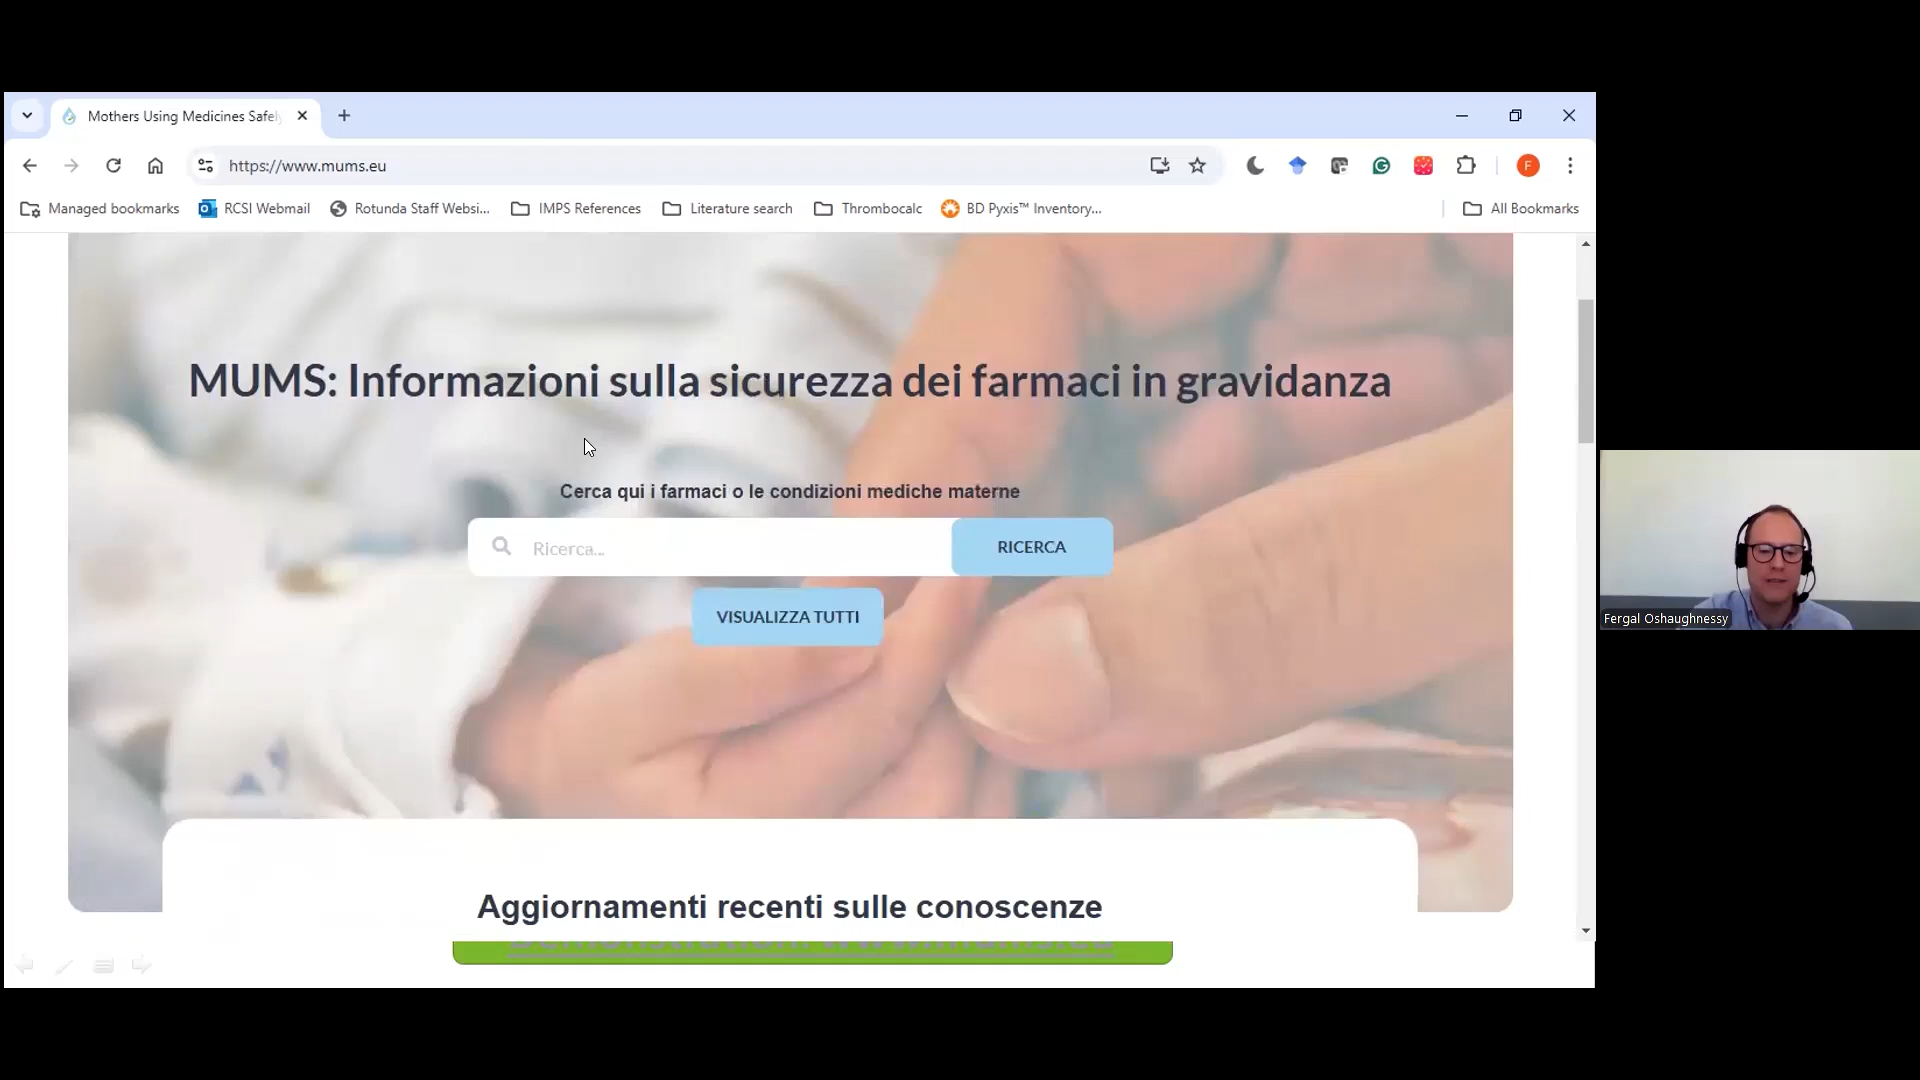 Mothers Using Medicines Safel
https://www.mums.eu
Managed bookmarks
RCSI Webmail
Rotunda Staff Websi...
IMPS References
Literature search
Thrombocalc
BD Pyxis™ Inventory...
All Bookmarks
F
MUMS: Informazioni sulla sicurezza dei farmaci in gravidanza
Cerca qui i farmaci o le condizioni mediche materne
Ricerca...
RICERCA
VISUALIZZA TUTTI
Aggiornamenti recenti sulle conoscenze
Fergal Oshaughnessy